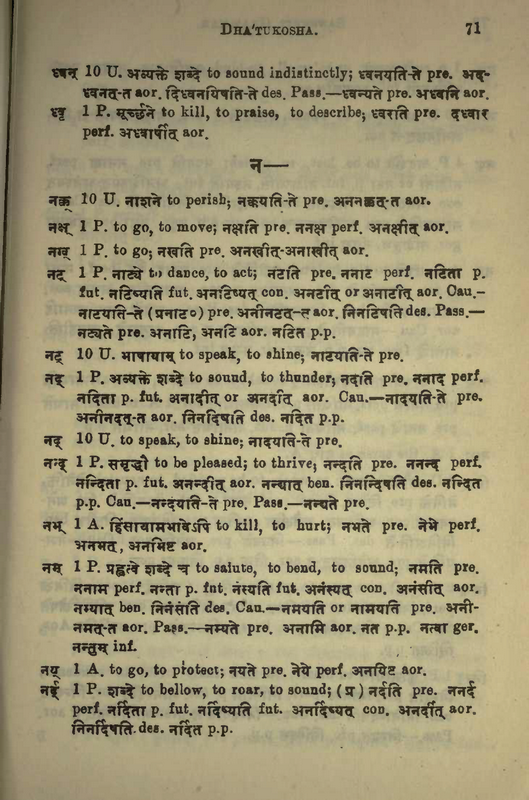 DHA'TUKOSHA. 71
ध्वन् 10 U. अव्यक्ते शब्दे to sound indistinctly; ध्वनयति-ते pre. अद-
ध्वनत्-त aor. दिध्वनयिषति-ते des. Pass.—ध्वन्यते pre. अध्वनि aor.
ध्वृ 1 P. मूर्च्छने to kill, to praise, to describe; ध्वरति pre. दध्वार
perf. अध्वार्षीत् aor.
न—
नक्क् 10 U. नाशने to perish; नक्कयति-ते pre. अननक्कत्-त aor.
नक्ष् 1 P. to go, to move; नक्षति pre. ननक्ष perf. अनक्षीत् aor.
नख् 1 P. to go; नखति pre. अनखीत्-अनाखीत् aor.
नट् 1 P. नाट्ये to dance, to act; नटति pre. ननाट perf. नटिता p.
fut. नटिष्यति fut. अनटिष्यत् con. अनटीत् or अनाटीत् aor. Cau.-
नाटयति-ते (प्रनाट०) pre. अनीनटत्-त aor. निनटिषति des. Pass.—
नट्यते pre. अनाटि, अनटि aor. नटित p.p.
नट् 10 U. भाषायाम् to speak, to shine; नाटयति-ते pre.
नद् 1 P. अव्यक्ते शब्दे to sound, to thunder; नदति pre. ननाद perf.
नदिता p. fut. अनादीत् or अनदीत् aor. Cau.—नादयति-ते pre.
अनीनदत्-त aor. निनदिषति des. नदित p.p.
नद् 10 U. to speak, to shine; नादयति-ते pre.
नन्द् 1 P. समृद्धौ to be pleased; to thrive; नन्दति pre. ननन्द perf.
नन्दिता p. fut. अनन्दीत् aor. नन्द्यात् ben. निनन्दिषति des. नन्दित
p.p. Cau.—नन्दयति-ते pre. Pass.—नन्द्यते pre.
नभ् 1 A. हिंसायामभावेऽपि to kill, to hurt; नभते pre. नेभे perf.
अनभत्, अनभिष्ट aor.
नम् 1 P. प्रह्वत्वे शब्दे च to salute, to bend, to sound; नमति pre.
ननाम perf. नन्ता p. fut. नंस्यति fut. अनंस्यत् con. अनंसीत् aor.
नम्यात् ben. निनंसति des. Cau.—नमयति or नामयति pre. अनी-
नमत्-त aor. Pass.—नम्यते pre. अनामि aor. नत p.p. नत्वा ger.
नन्तुम् inf.
नय् 1 A. to go, to protect; नयते pre. नेये perf. अनयिष्ट aor.
नर्द् 1 P. शब्दे to bellow, to roar, to sound; (प्र) नर्दति pre. ननर्द
perf. नर्दिता p. fut. नर्दिष्यति fut. अनर्दिष्यत् con. अनर्दीत् aor.
निनर्दिषति des. नर्दित p.p.